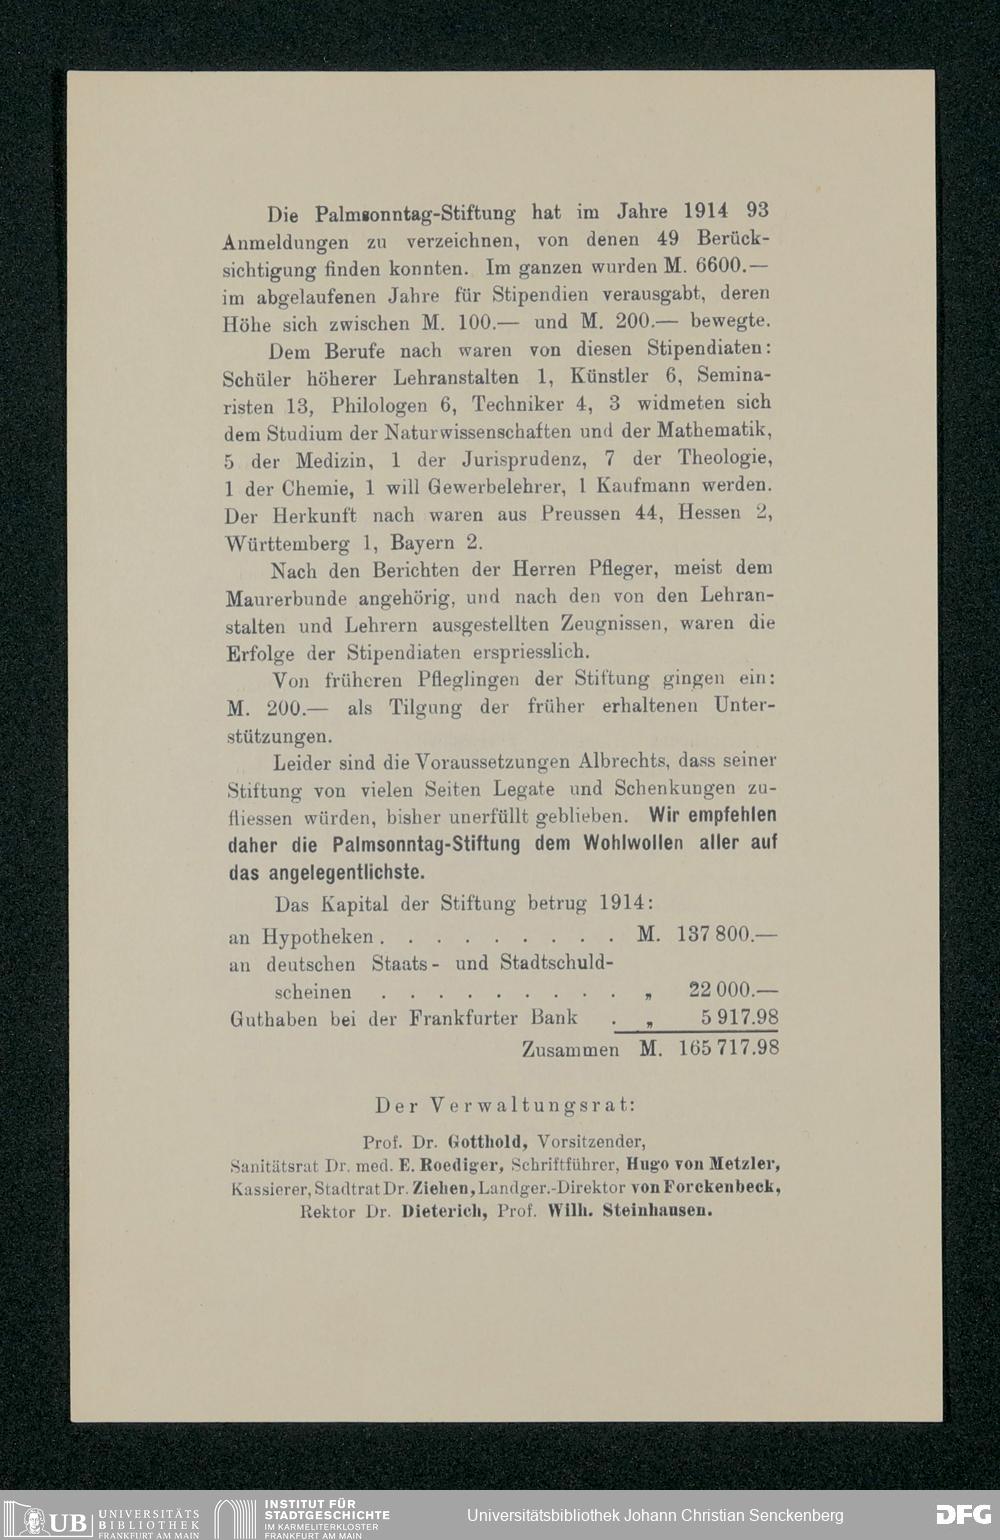 Die Palmsonntag-Stiftung hat im Jahre 1914 93
Anmeldungen zu verzeichnen, von denen 49 Berück-
sichtigung finden konnten. Im ganzen wurden M. 6600.—
im abgelaufenen Jahre für Stipendien verausgabt, deren
Höhe sich zwischen M. 100.— und M. 200.— bewegte.
Dem Berufe nach waren von diesen Stipendiaten:
Schüler höherer Lehranstalten 1, Künstler 6, Semina-
risten 13, Philologen 6, Techniker 4, 3 widmeten sich
dem Studium der Naturwissenschaften und der Mathematik,
5 der Medizin, 1 der Jurisprudenz, 7 der Theologie,
1 der Chemie, 1 will Gewerbelehrer, 1 Kaufmann werden.
Der Herkunft nach waren aus Preussen 44, Hessen 2,
Württemberg 1, Bayern 2.
Nach den Berichten der Herren Pfleger, meist dem
Maurerbunde angehörig, und nach den von den Lehran-
stalten und Lehrern ausgestellten Zeugnissen, waren die
Erfolge der Stipendiaten erspriesslich.
Von früheren Pfleglingen der Stiftung gingen ein:
M. 200.— als Tilgung der früher erhaltenen Unter-
stützungen.
Leider sind die Voraussetzungen Albrechts, dass seiner
Stiftung von vielen Seiten Legate und Schenkungen zu-
fliessen würden, bisher unerfüllt geblieben. Wir empfehlen
daher die Palmsonntag-Stiftung dem Wohlwollen aller auf
das angelegentlichste.
Das Kapital der Stiftung betrug 1914:
an Hypotheken . . . . . . . . . M. 137 800.—
an deutschen Staats- und Stadtschuld-
scheinen . . . . . . . . . „ 22 000.—
Guthaben bei der Frankfurter Bank . „ 5 917.98
Zusammen M. 165 717.98
Der Verwaltungsrat:
Prof. Dr. Gotthold, Vorsitzender,
Sanitätsrat Dr. med. E. Roediger, Schriftführer, Hugo von Metzler,
Kassierer, Stadtrat Dr. Ziehen, Landger.-Direktor von Forckenbeck,
Rektor Dr. Dieterich, Prof. Wilh. Steinhausen.
UB UNIVERSITÄTS
BIBLIOTHEK
FRANKFURT AM MAIN
INSTITUT FÜR
STADTGESCHICHTE
IM KARMELITERKLOSTER
FRANKFURT AM MAIN
Universitätsbibliothek Johann Christian Senckenberg
DFG